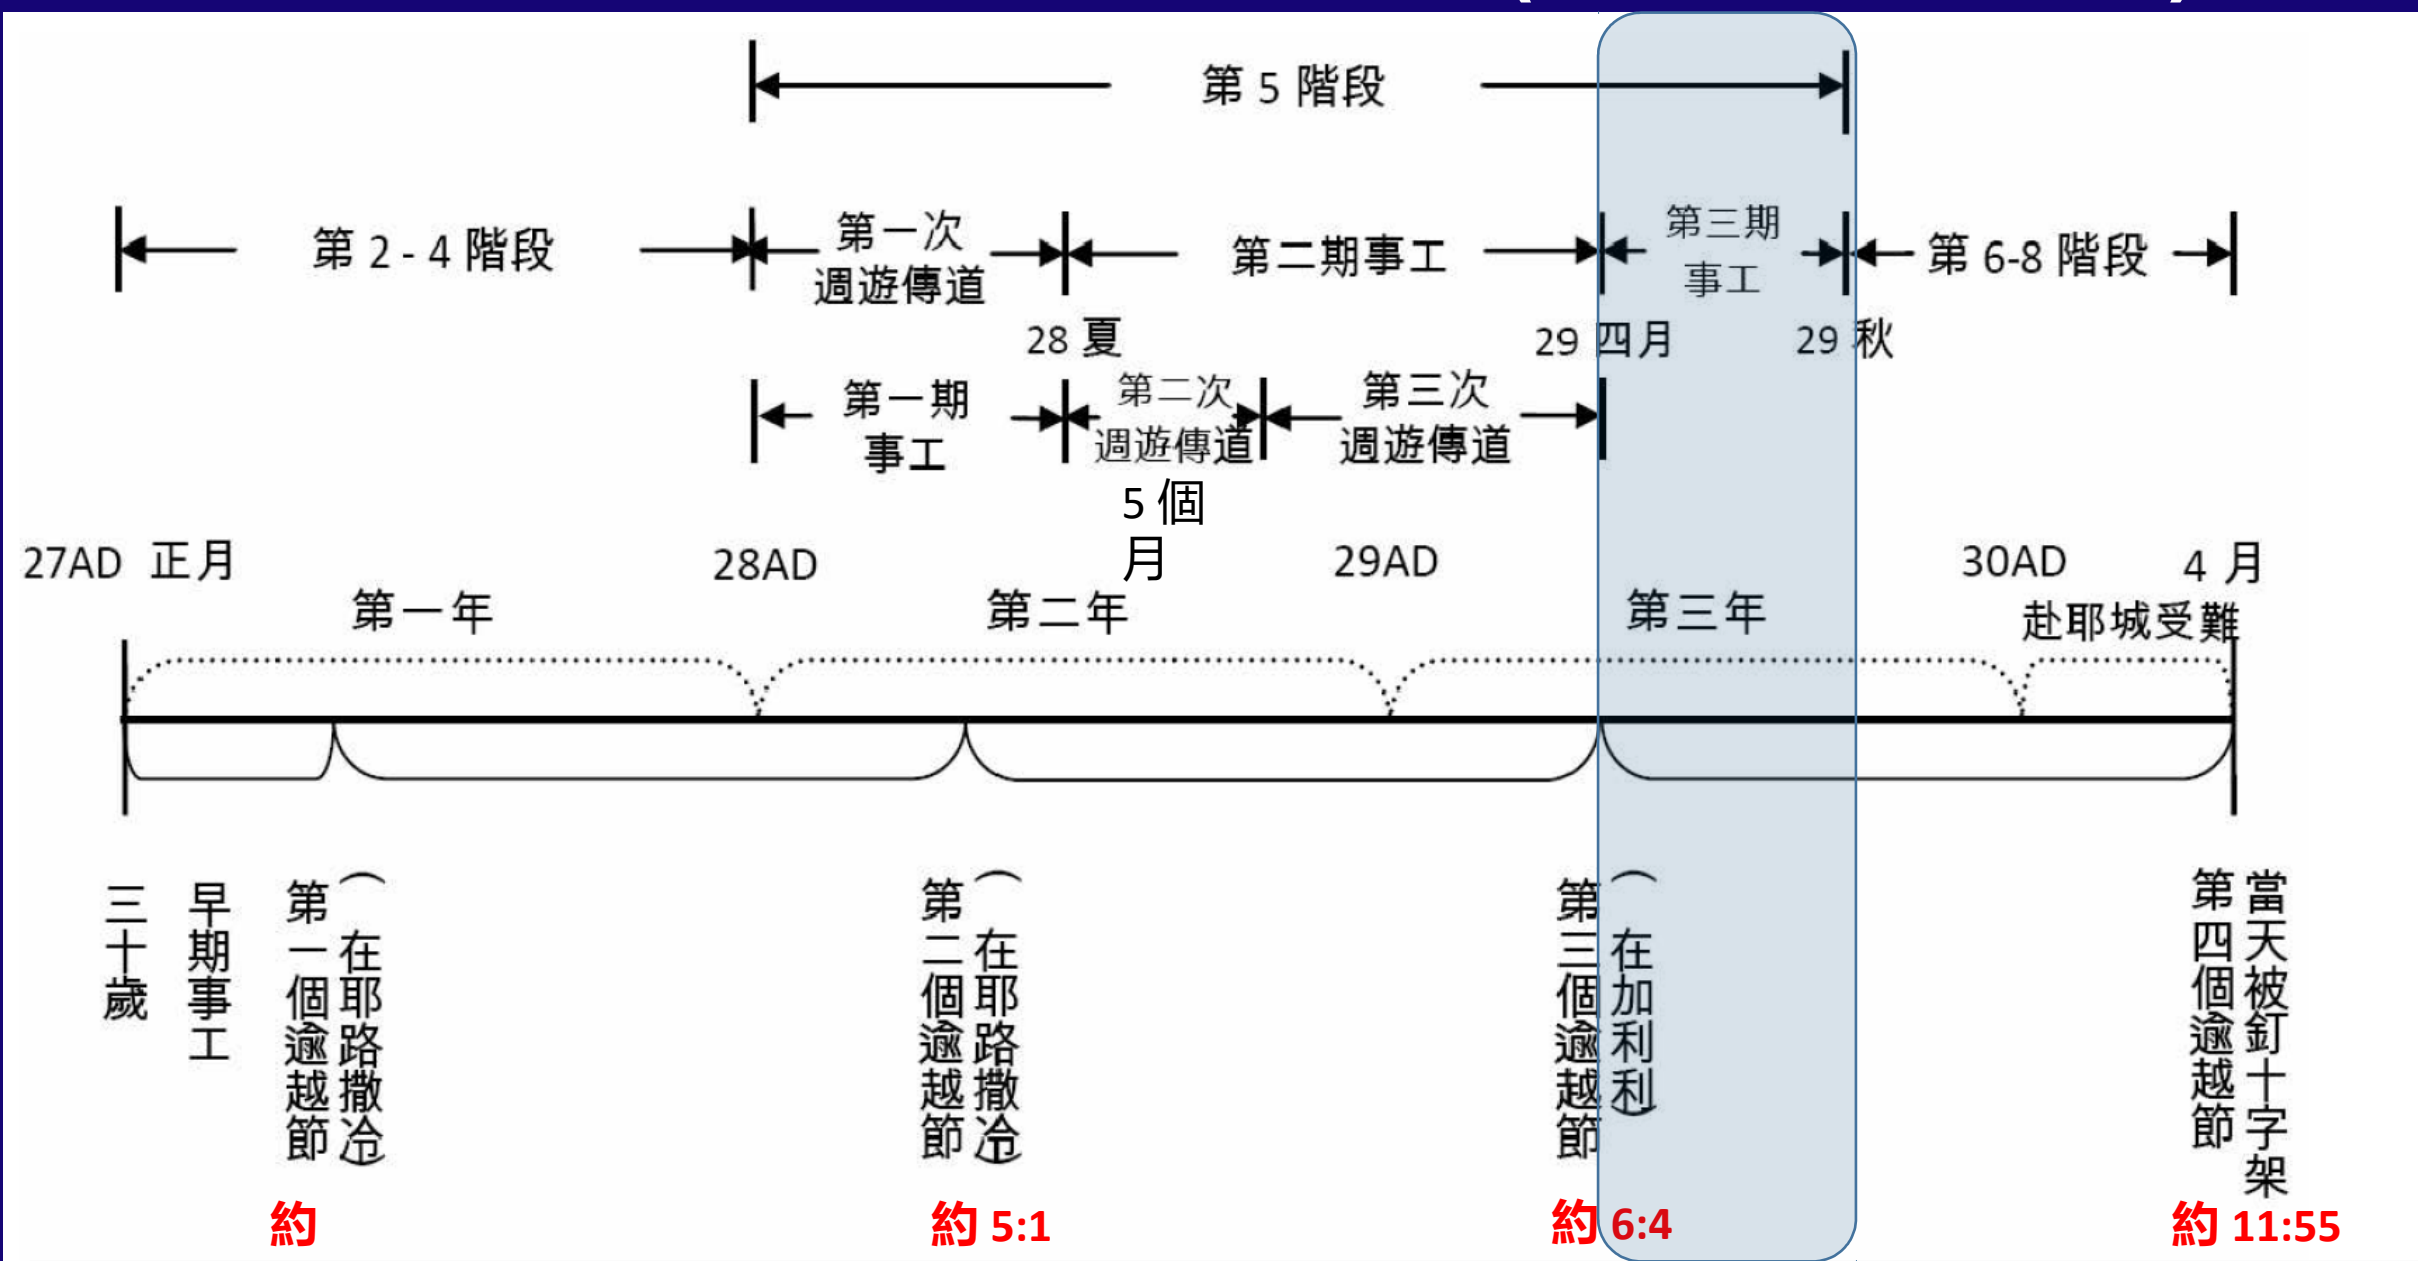 第 5 階段
第 2 - 4 階段
第一次
週遊傳道
第二期事工
第三期
事工
第 6-8 階段
28 夏
29 四月
29 秋
第一期
事工
第二次
週遊傳道
第三次
週遊傳道
5 個
月
27AD 正月
28AD
29AD
30AD
4 月
第一年
第二年
第三年
赴耶城受難
三十歲
早期事工
第一個逾越節
(在耶路撒冷)
第二個逾越節
(在耶路撒冷)
第三個逾越節
(在加利利)
第四個逾越節
當天被釘十字架
約
約 5:1
約 6:4
約 11:55